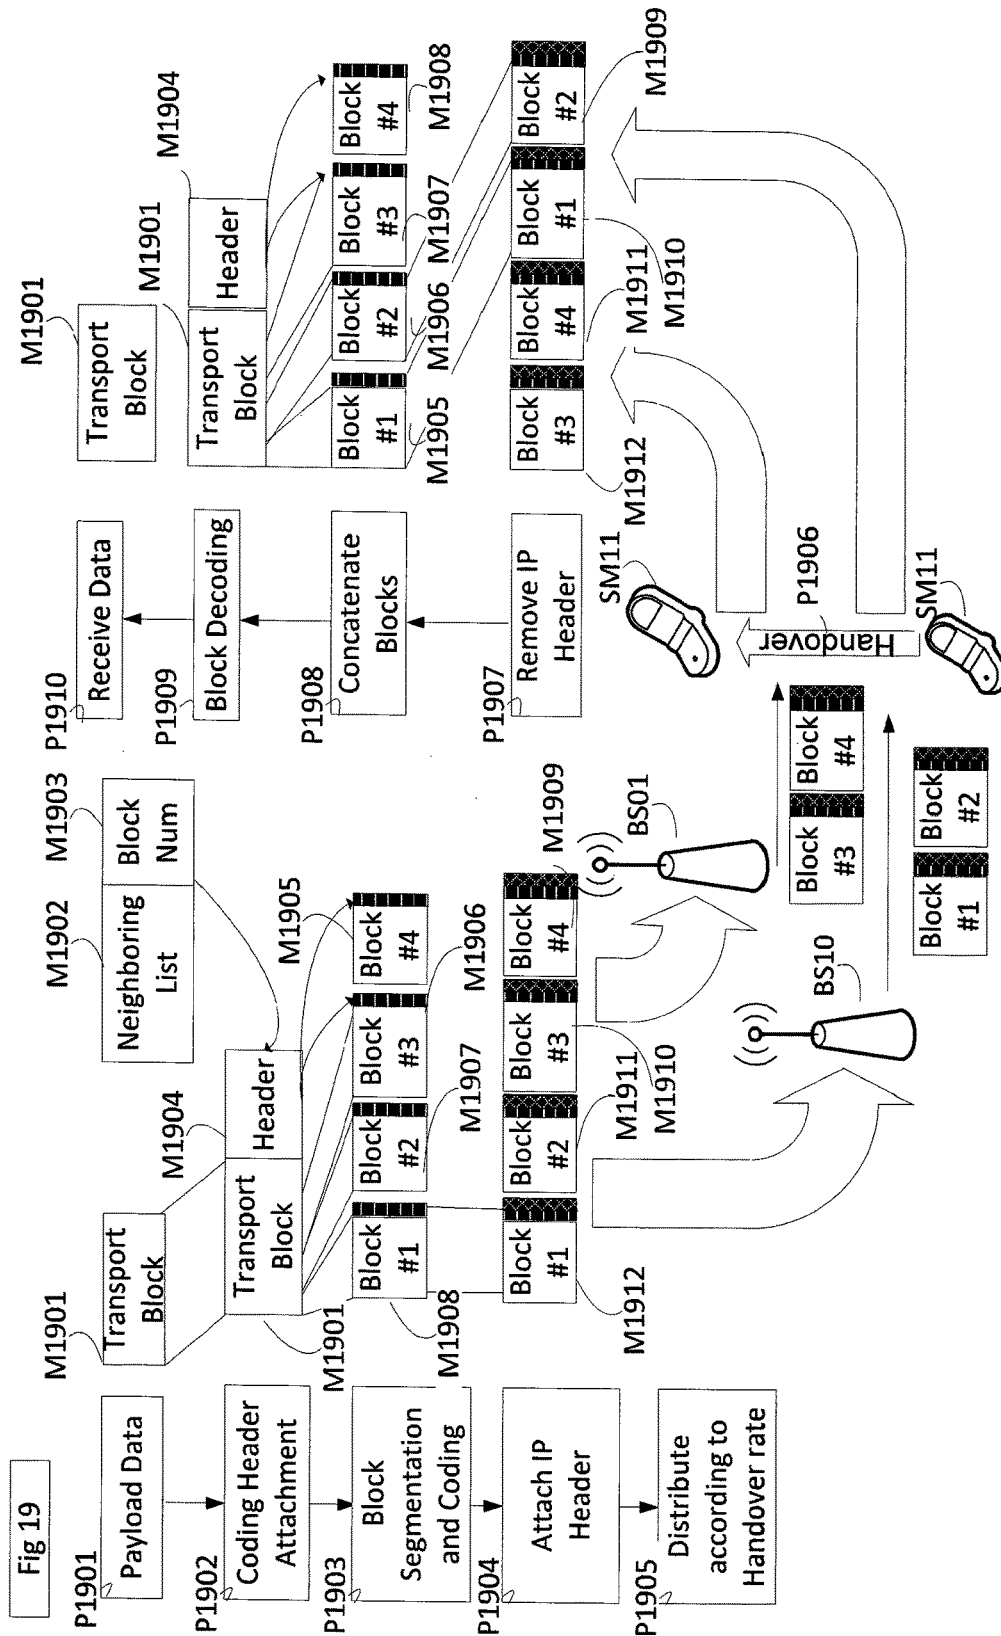 Fig 19
P1901
Payload Data
P1902
Coding Header
Attachment
P1903
Block
Segmentation
and Coding
P1904
Attach IP
Header
P1905
Distribute
according to
Handover rate
M1901
Transport
Block
M1902
M1903
Neighboring
List
Block
Num
M1904
Transport
Block
Header
M1901
M1905
Block
#1
Block
#2
Block
#3
Block
#4
M1908
M1907
M1906
Block
#1
Block
#2
Block
#3
Block
#4
M1909
M1912
M1911
M1910
BS10
BS01
Block
#3
Block
#4
Block
#1
Block
#2
P1910
Receive Data
P1909
Block Decoding
P1908
Concatenate
Blocks
P1907
Remove IP
Header
SM11
Handover
P1906
SM11
M1901
Transport
Block
M1901
M1904
Transport
Block
Header
Block
#1
Block
#2
Block
#3
Block
#4
M1905
M1906
M1907
M1908
Block
#3
Block
#4
Block
#1
Block
#2
M1912
M1911
M1910
M1909